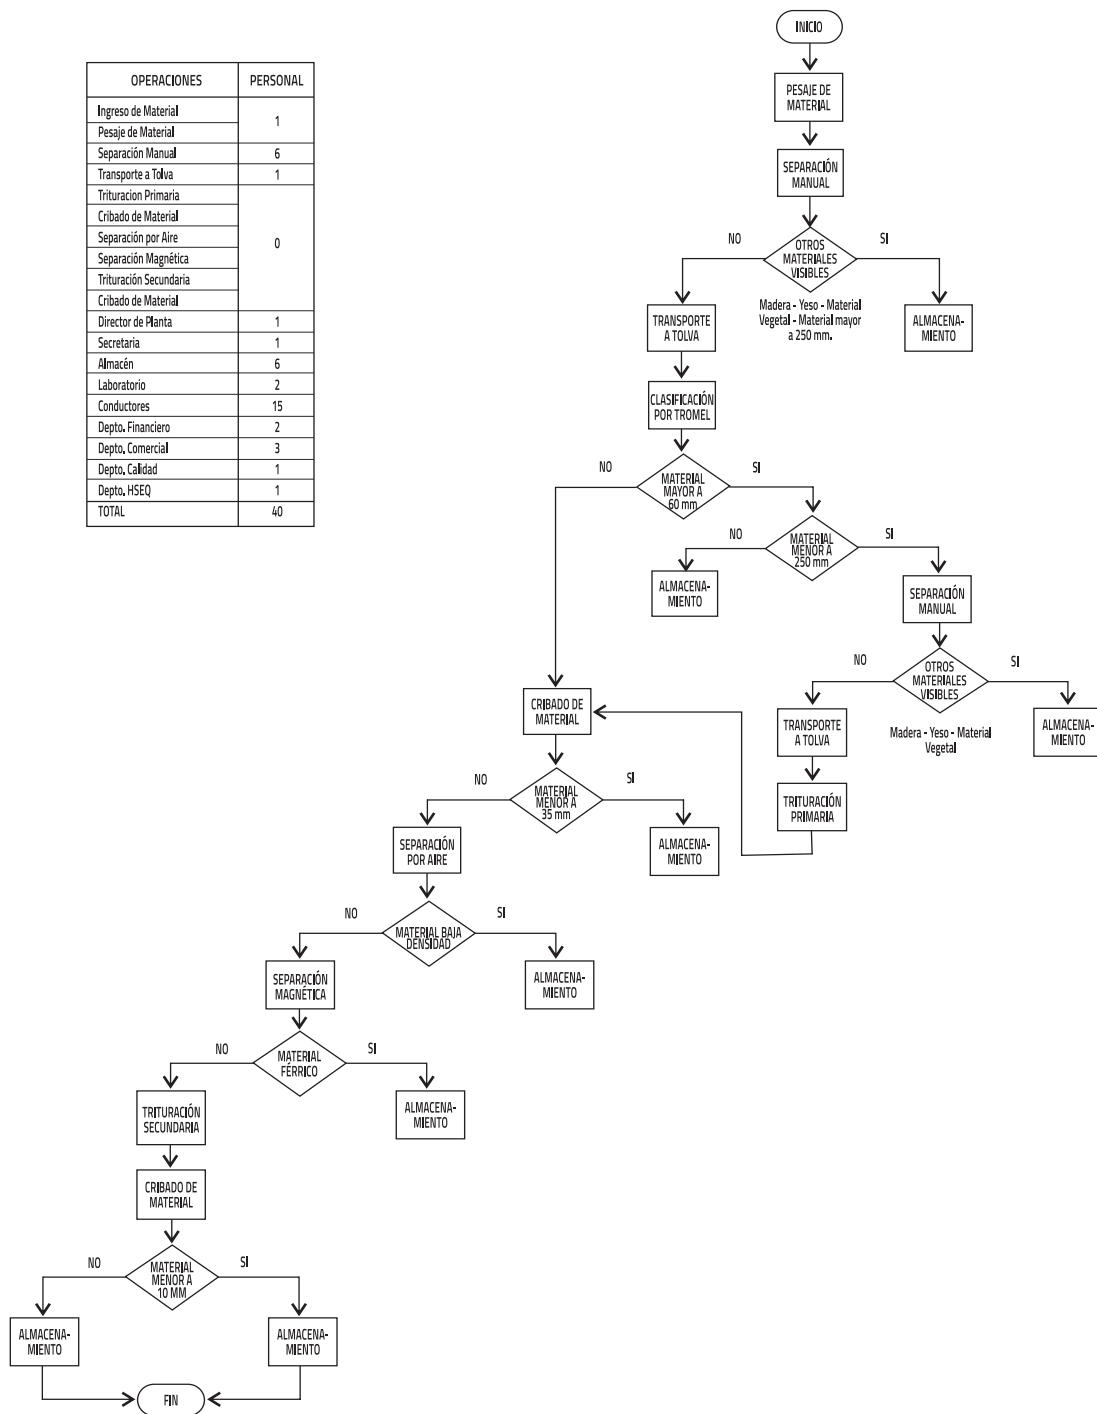 INICIO
PESAJE DE
MATERIAL
SEPARACIÓN
MANUAL
NO
SI
OTROS
MATERIALES
VISIBLES
Madera - Yeso - Material
Vegetal - Material mayor
a 250 mm.
TRANSPORTE
A TOLVA
ALMACENA-
MIENTO
CLASIFICACIÓN
POR TROMEL
NO
SI
MATERIAL
MAYOR A
60 mm
NO
SI
MATERIAL
MENOR A
250 mm
ALMACENA-
MIENTO
SEPARACIÓN
MANUAL
NO
SI
OTROS
MATERIALES
VISIBLES
Madera - Yeso - Material
Vegetal
TRANSPORTE
A TOLVA
ALMACENA-
MIENTO
TRITURACIÓN
PRIMARIA
CRIBADO DE
MATERIAL
NO
SI
MATERIAL
MENOR A
35 mm
SEPARACIÓN
POR AIRE
ALMACENA-
MIENTO
NO
SI
MATERIAL BAJA
DENSIDAD
SEPARACIÓN
MAGNÉTICA
ALMACENA-
MIENTO
NO
SI
MATERIAL
FÉRRICO
TRITURACIÓN
SECUNDARIA
ALMACENA-
MIENTO
CRIBADO DE
MATERIAL
NO
SI
MATERIAL
MENOR A
10 MM
ALMACENA-
MIENTO
ALMACENA-
MIENTO
FIN
OPERACIONES PERSONAL
Ingreso de Material
Pesaje de Material
1
Separación Manual 6
Transporte a Tolva 1
Trituracion Primaria
Cribado de Material
Separación por Aire
0
Separación Magnética
Trituración Secundaria
Cribado de Material
Director de Planta 1
Secretaria 1
Almacén 6
Laboratorio 2
Conductores 15
Depto. Financiero 2
Depto. Comercial 3
Depto. Calidad 1
Depto. HSEQ 1
TOTAL 40